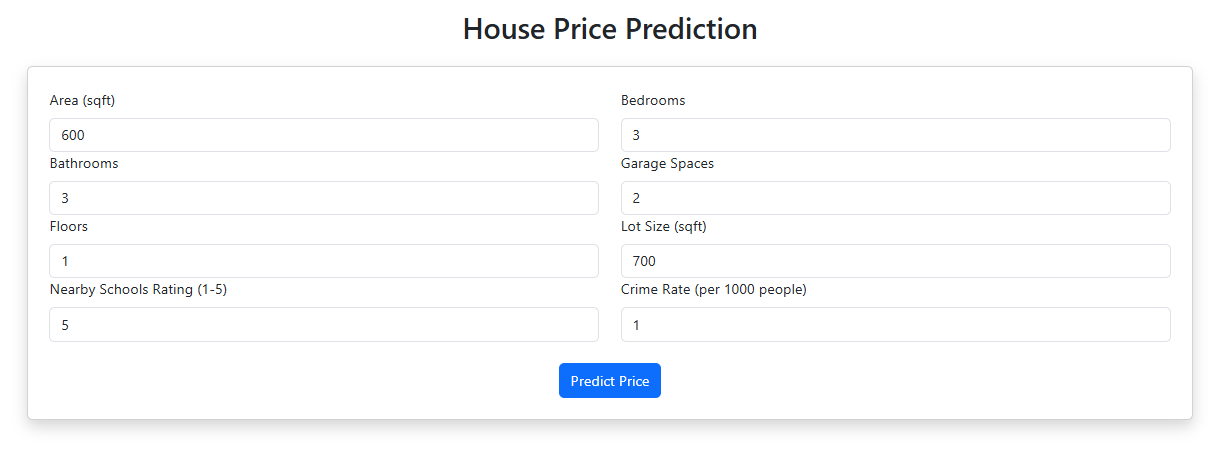 House Price Prediction
Area (sqft)
Bedrooms
600
3
Bathrooms
Garage Spaces
3
2
Floors
Lot Size (sqft)
1
700
Nearby Schools Rating (1-5)
Crime Rate (per 1000 people)
5
1
Predict Price